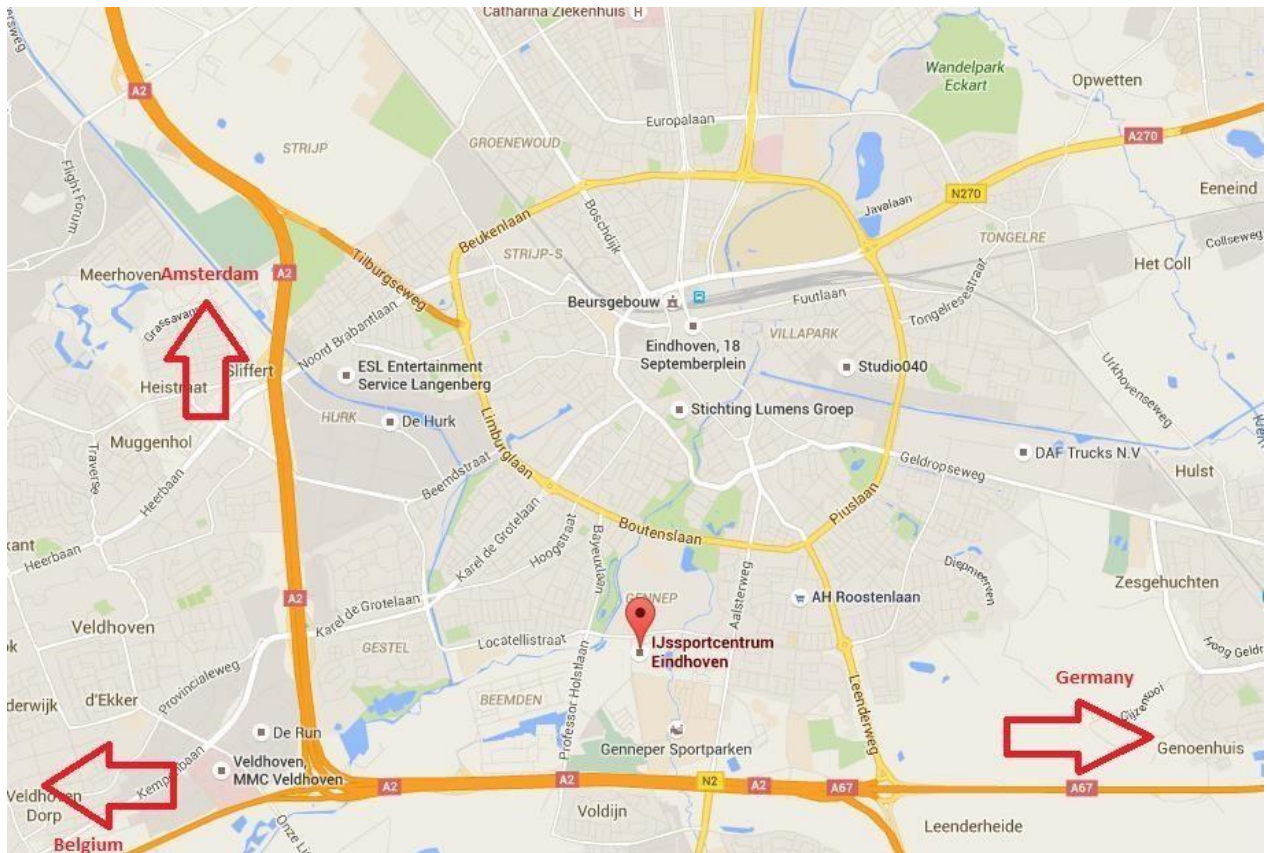 Catharina Ziekenhuis H
Wandelpark
Eckart
Opwetten
A2
Europalaan
A270
STRIJP
GROENEWOUD
Flight Forum
Boschdijk
N270
Eeneind
Javalaan
Beukenlaan
TONGELRE
Collseweg
STRIJP-S
Meerhoven
Amsterdam
A2
Tilburgseweg
Het Coll
Beursgebouw
Fuutlaan
Tongelresestraat
Noord Brabantlaan
VILLAPARK
Eindhoven, 18
Septemberplein
ESL Entertainment
Service Langenberg
Studio040
Heistraat
Sliffert
Urkhovenseweg
HURK
De Hurk
Stichting Lumens Groep
Muggenhol
Limburglaan
Traverse
Heerbaan
Beemdstraat
Geldropseweg
DAF Trucks N.V
Hulst
Piuslaan
Karel de Grotelaan
Hoogstraat
Bayeuxlaan
Boutenslaan
Heerbaan
Diepmeerven
Aalsterweg
Zesgehuchten
A2
GENNEP
AH Roostenlaan
Karel de Grotelaan
Veldhoven
GESTEL
Locatellistraat
IJssportcentrum
Eindhoven
Provincialeweg
Professor Holstlaan
Leenderweg
Germany
d'Ekker
BEEMDEN
De Run
Genneper Sportparken
Genoenhuis
Veldhoven,
MMC Veldhoven
Kempenbaan
A2
A2
N2
A2
A67
A67
Veldhoven
Dorp
Voldijn
Leenderheide
Belgium